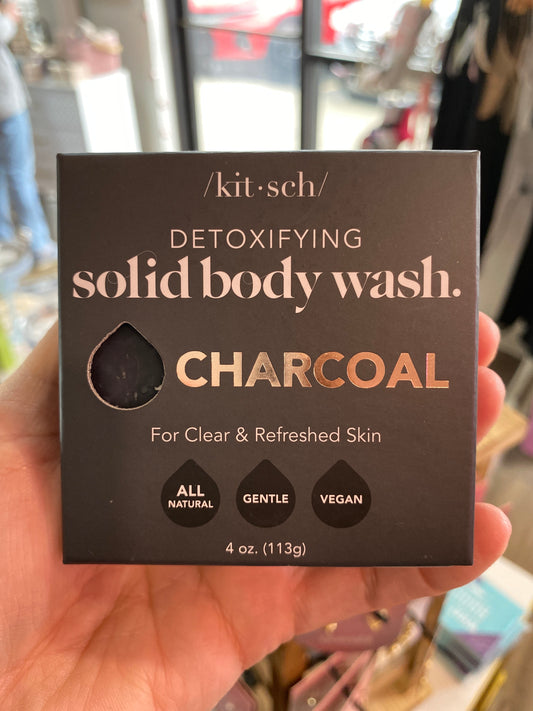 /kit·sch/
DETOXIFYING
solid body wash.
CHARCOAL
For Clear & Refreshed Skin
ALL
NATURAL
GENTLE
VEGAN
4 oz. (113g)